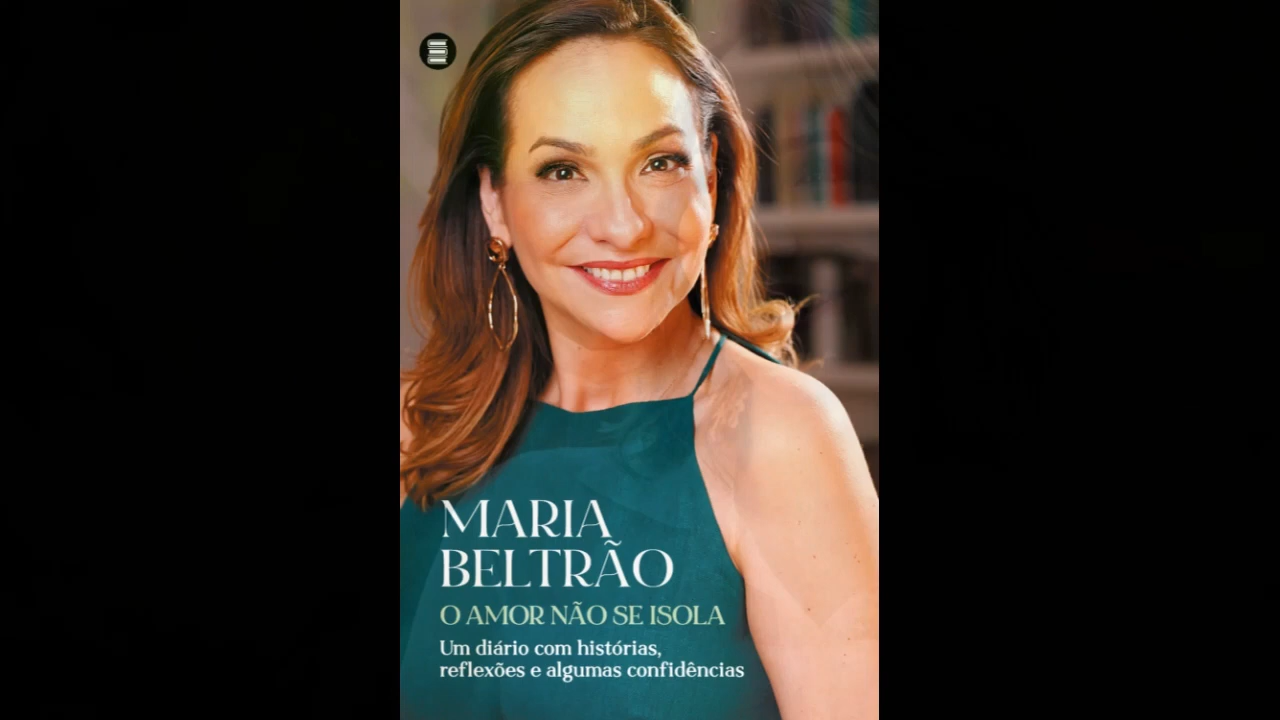 MARIA
BELTRÃO
O AMOR NÃO SE ISOLA
Um diário com histórias,
reflexões e algumas confidências